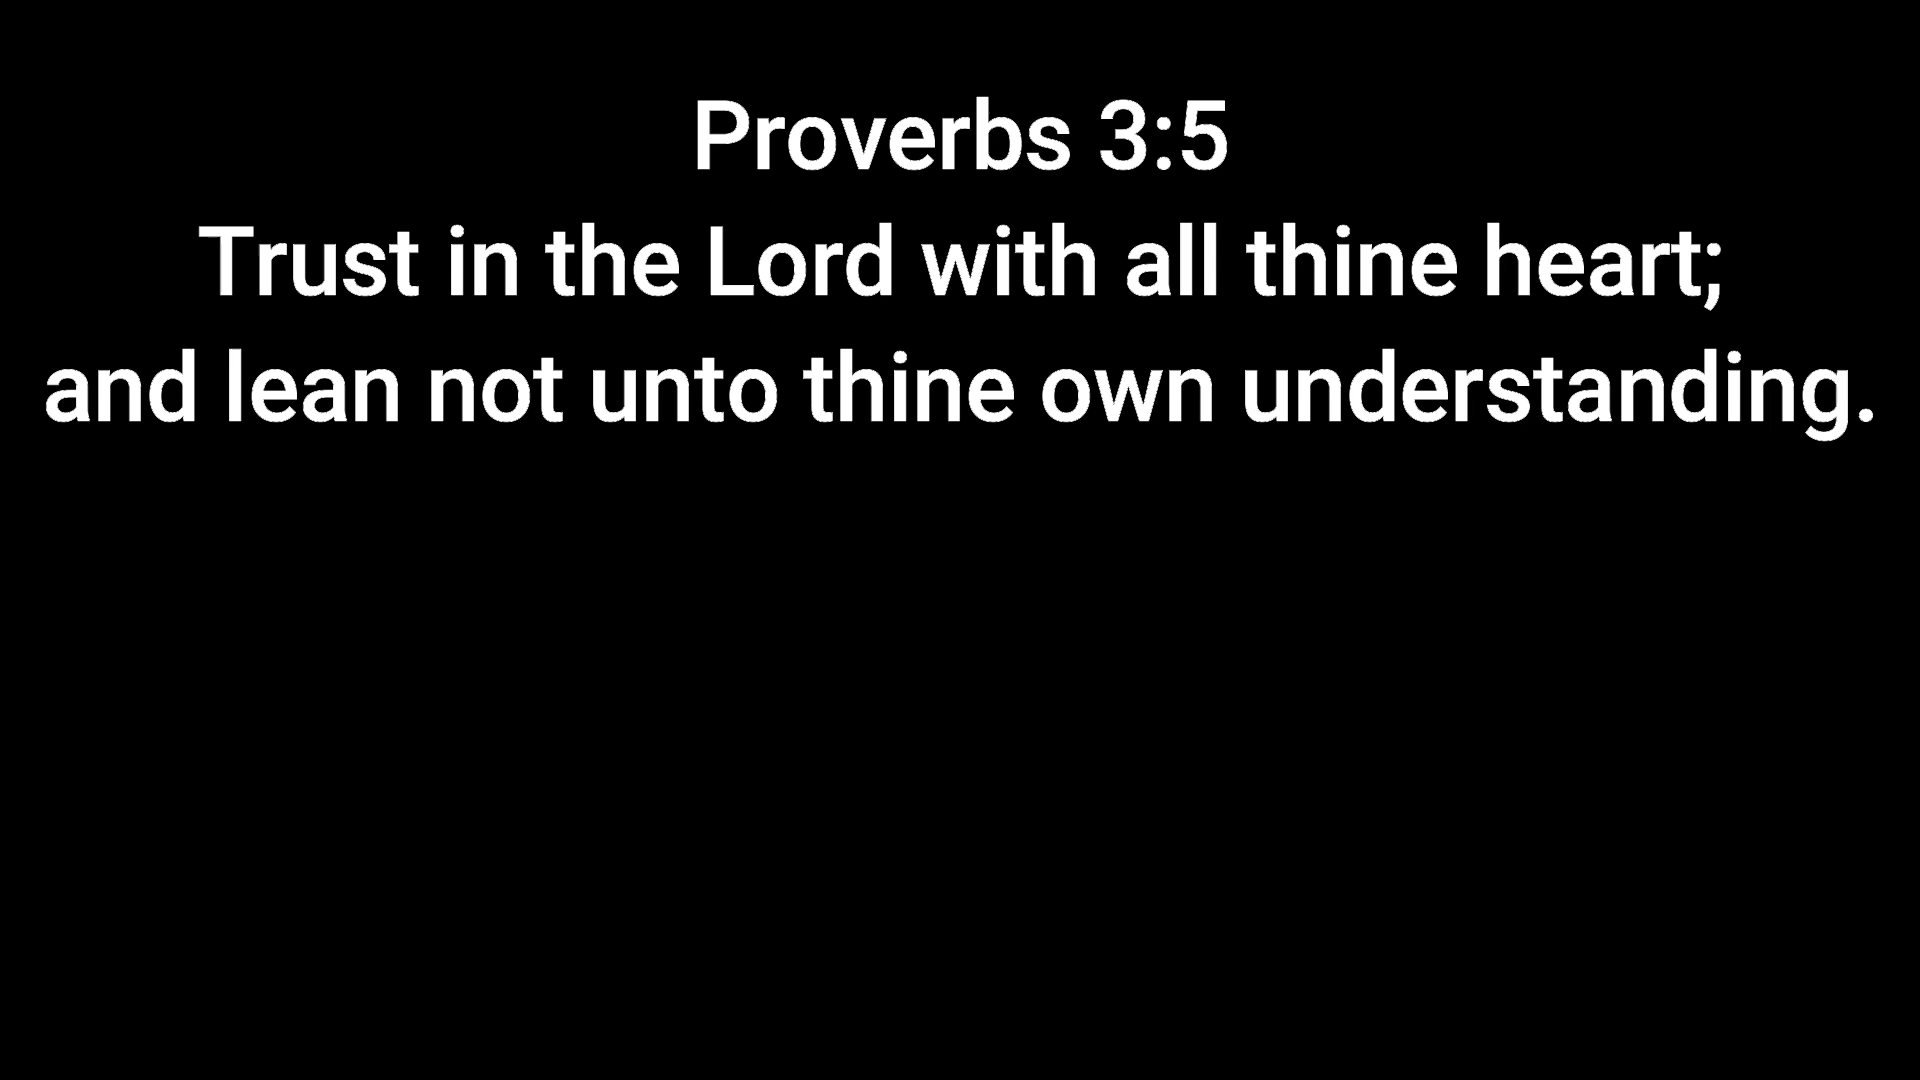 Proverbs 3:5
Trust in the Lord with all thine heart;
and lean not unto thine own understanding.